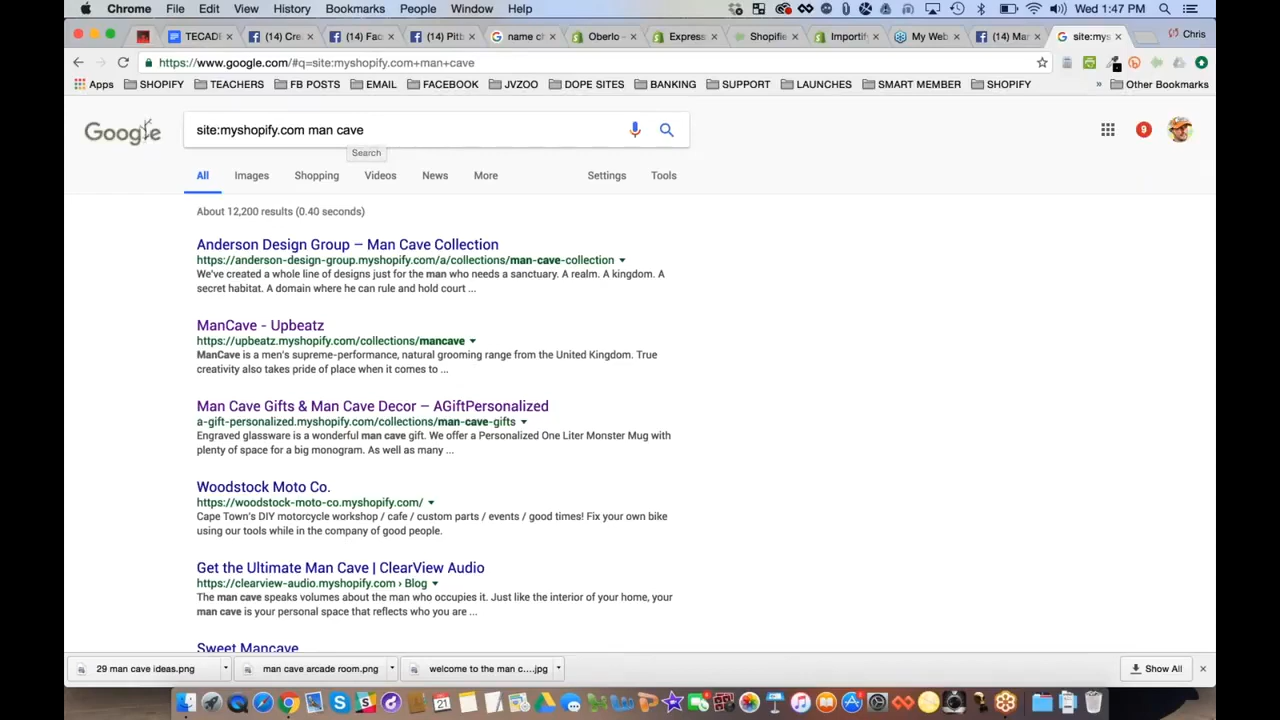 Chrome File Edit View History Bookmarks People Window Help Wed 1:47 PM
TECADE (14) Cre (14) Fac (14) Pitt name ch Oberlo - Express Shopifie Importify My Web (14) Mar site:mys Chris
https://www.google.com/#q=site:myshopify.com+man+cave
Apps SHOPIFY TEACHERS FB POSTS EMAIL FACEBOOK JVZOO DOPE SITES BANKING SUPPORT LAUNCHES SMART MEMBER SHOPIFY » Other Bookmarks
Google site:myshopify.com man cave 9
Search
All Images Shopping Videos News More Settings Tools
About 12,200 results (0.40 seconds)
Anderson Design Group – Man Cave Collection
https://anderson-design-group.myshopify.com/a/collections/man-cave-collection
We've created a whole line of designs just for the man who needs a sanctuary. A realm. A kingdom. A
secret habitat. A domain where he can rule and hold court ...
ManCave - Upbeatz
https://upbeatz.myshopify.com/collections/mancave
ManCave is a men's supreme-performance, natural grooming range from the United Kingdom. True
creativity also takes pride of place when it comes to ...
Man Cave Gifts & Man Cave Decor – AGiftPersonalized
a-gift-personalized.myshopify.com/collections/man-cave-gifts
Engraved glassware is a wonderful man cave gift. We offer a Personalized One Liter Monster Mug with
plenty of space for a big monogram. As well as many ...
Woodstock Moto Co.
https://woodstock-moto-co.myshopify.com/
Cape Town's DIY motorcycle workshop / cafe / custom parts / events / good times! Fix your own bike
using our tools while in the company of good people.
Get the Ultimate Man Cave | ClearView Audio
https://clearview-audio.myshopify.com › Blog
The man cave speaks volumes about the man who occupies it. Just like the interior of your home, your
man cave is your personal space that reflects who you are ...
Sweet Mancave
29 man cave ideas.png man cave arcade room.png welcome to the man c....jpg Show All
21